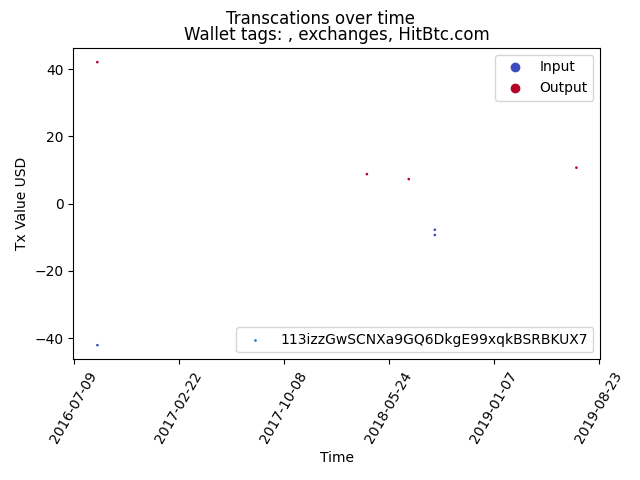 Transcations over time
Wallet tags: , exchanges, HitBtc.com
Input
Output
Tx Value USD
40
20
0
−20
−40
113izzGwSCNXa9GQ6DkgE99xqkBSRBKUX7
2016-07-09
2017-02-22
2017-10-08
2018-05-24
2019-01-07
2019-08-23
Time